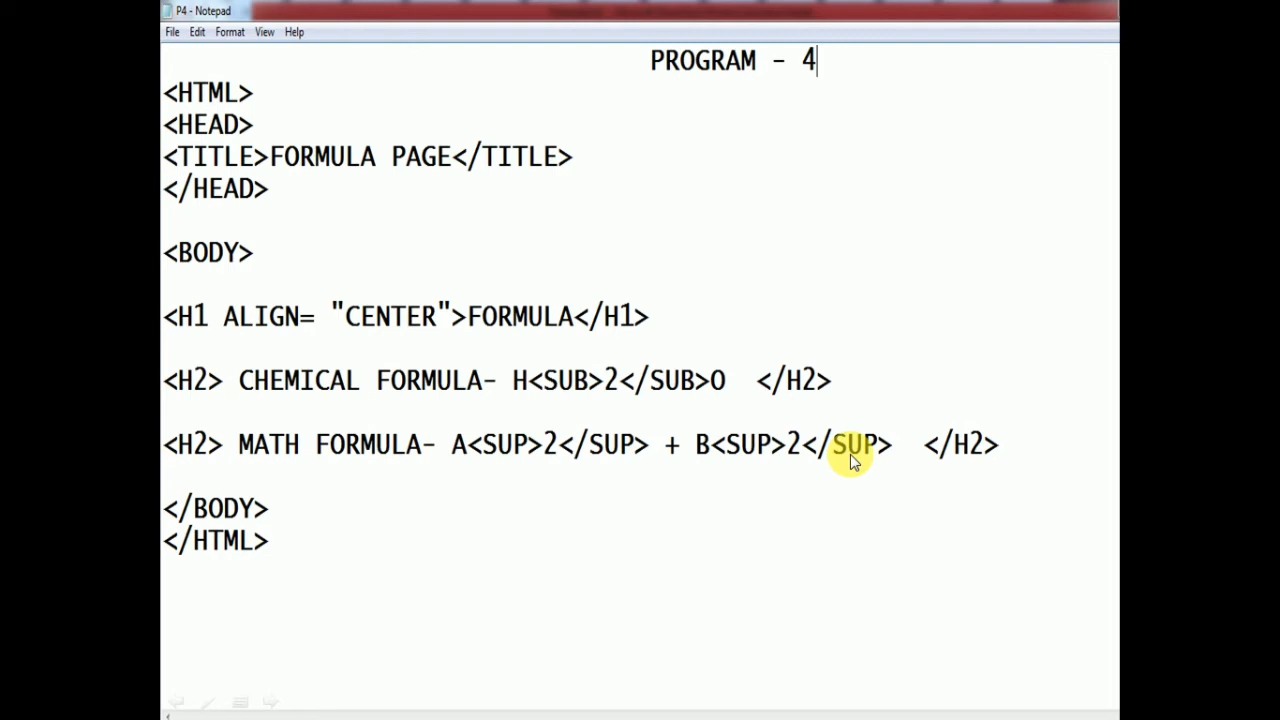 P4 - Notepad
File Edit Format View Help
PROGRAM - 4
<HTML>
<HEAD>
<TITLE>FORMULA PAGE</TITLE>
</HEAD>
<BODY>
<H1 ALIGN= "CENTER">FORMULA</H1>
<H2> CHEMICAL FORMULA- H<SUB>2</SUB>O  </H2>
<H2> MATH FORMULA- A<SUP>2</SUP> + B<SUP>2</SUP>  </H2>
</BODY>
</HTML>